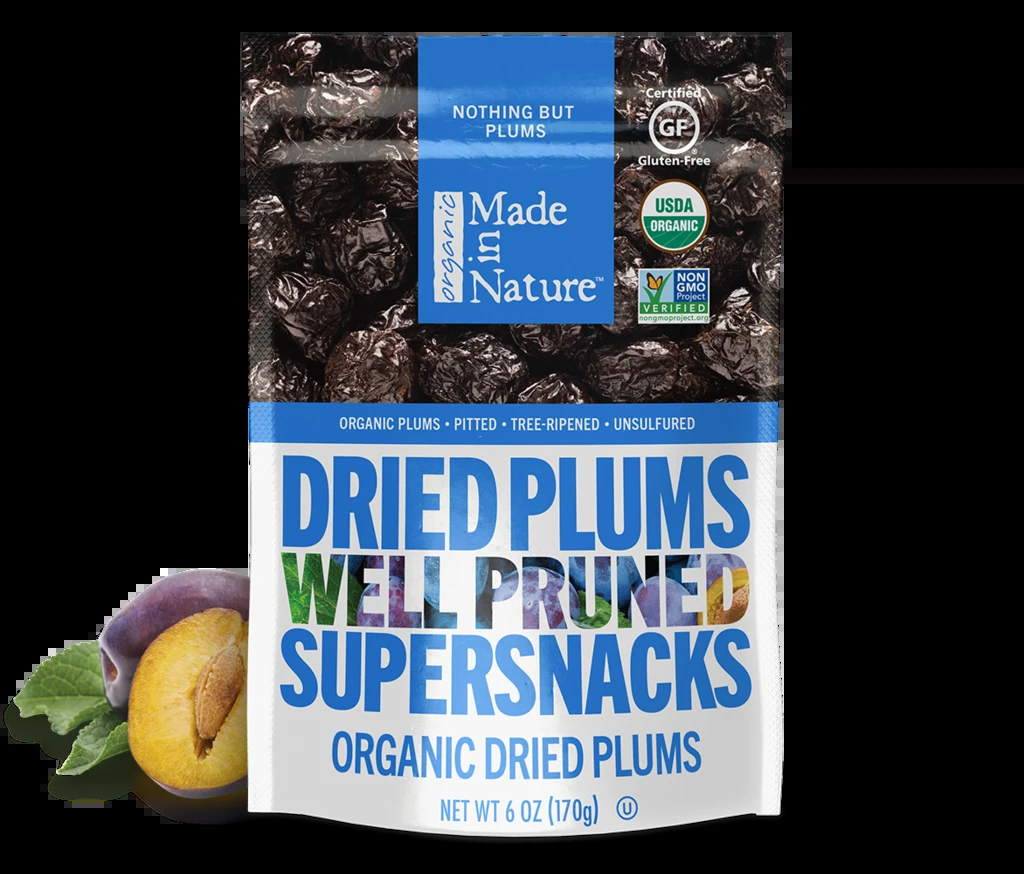 NOTHING BUT
PLUMS
organic
Made
in
Nature™
Certified
GF
®
Gluten-Free
USDA
ORGANIC
NON
GMO
Project
VERIFIED
nongmoproject.org
ORGANIC PLUMS • PITTED • TREE-RIPENED • UNSULFURED
DRIED PLUMS
WELL PRUNED
SUPERSNACKS
ORGANIC DRIED PLUMS
NET WT 6 OZ (170g) U